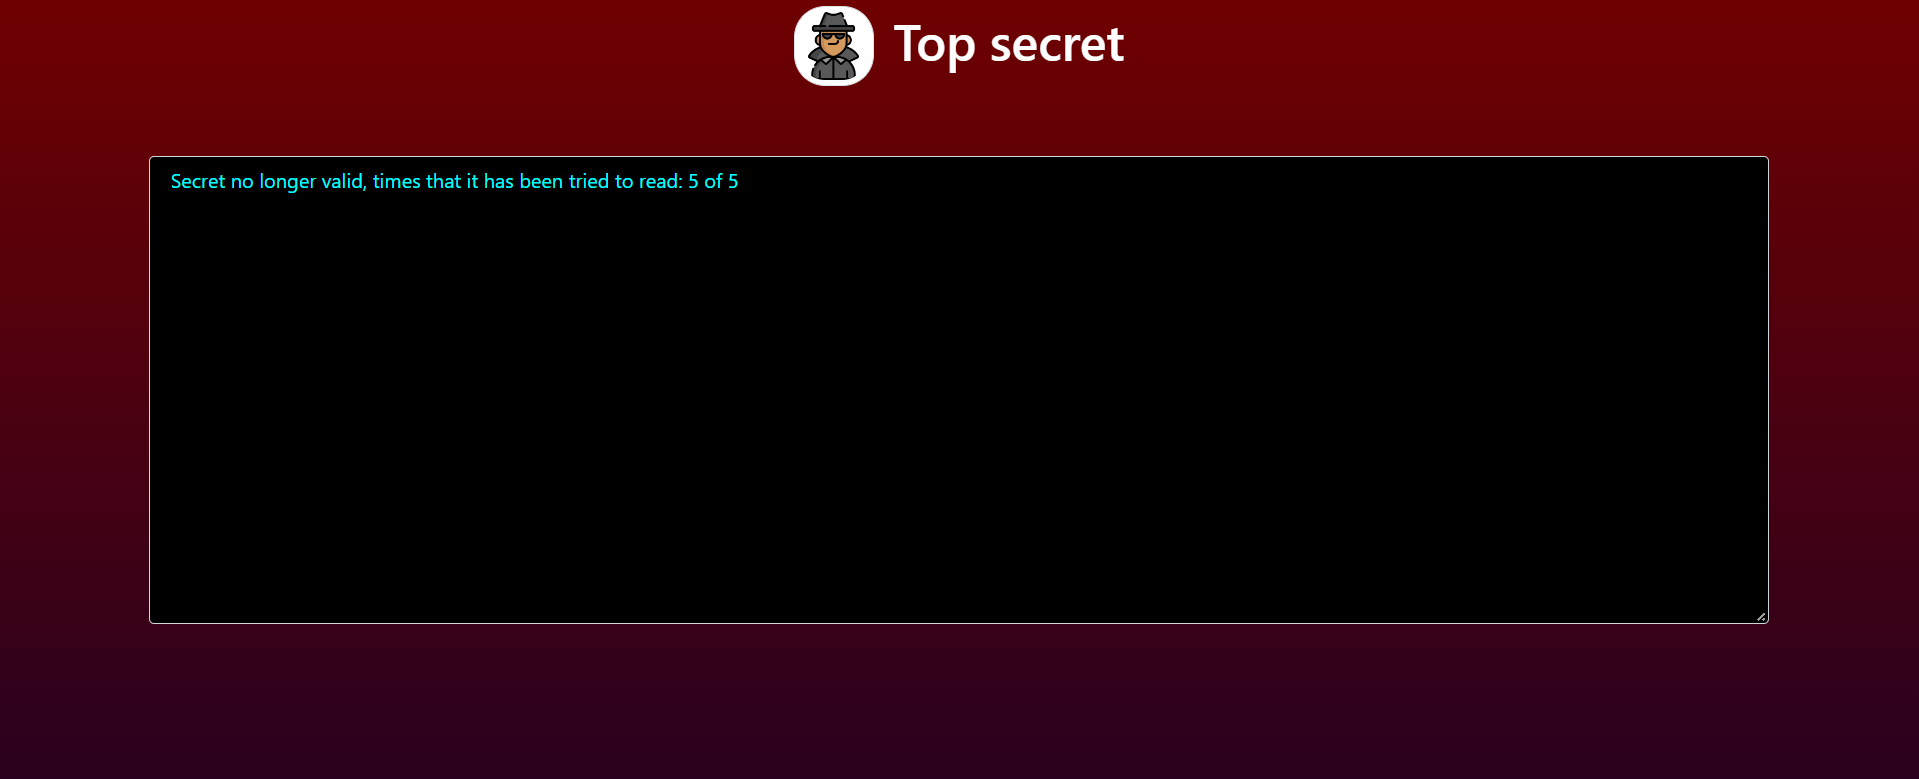 Top secret
Secret no longer valid, times that it has been tried to read: 5 of 5